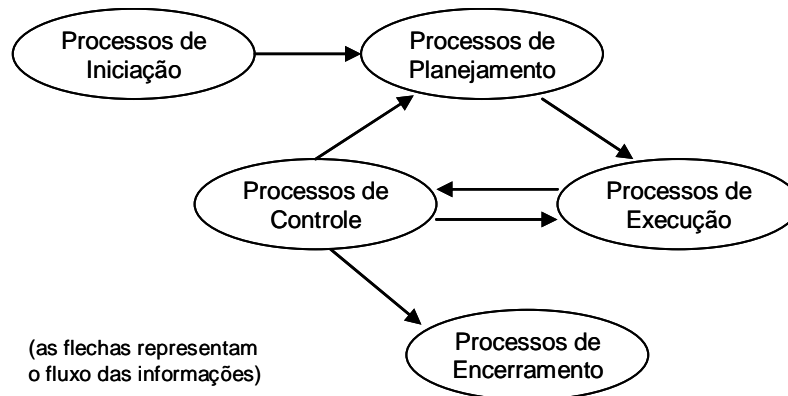 Processos de
Iniciação
Processos de
Planejamento
Processos de
Controle
Processos de
Execução
Processos de
Encerramento
(as flechas representam
o fluxo das informações)